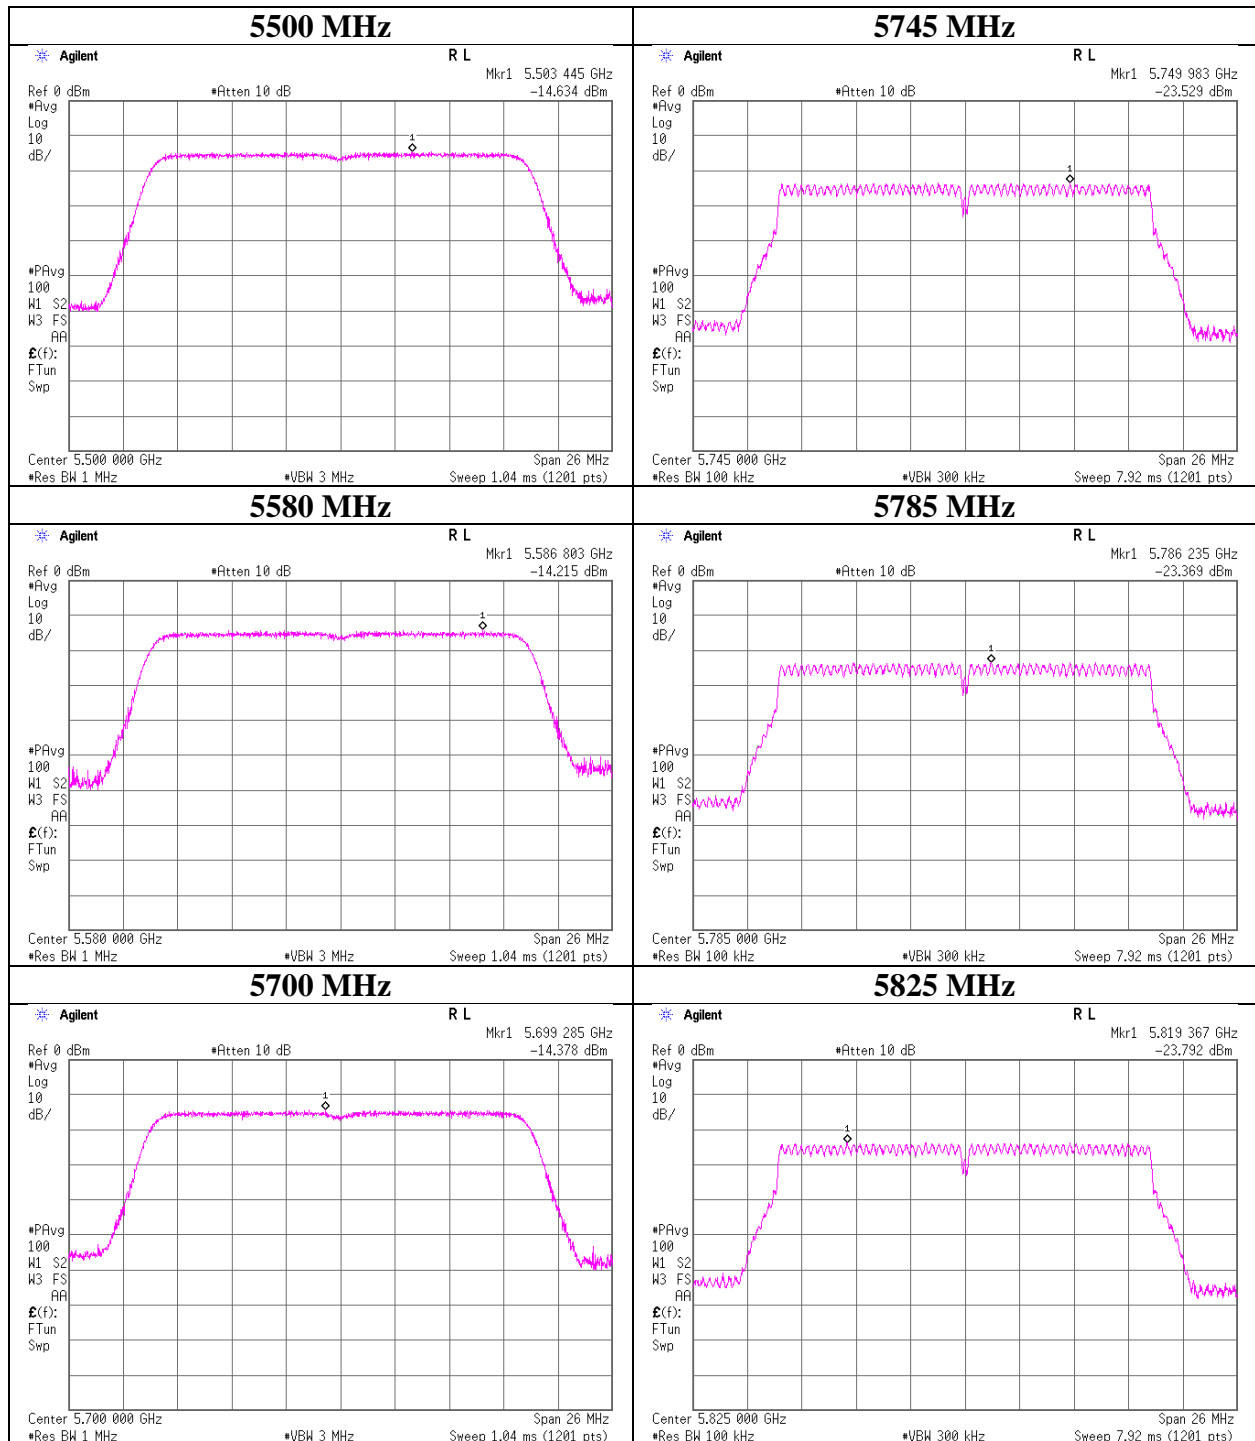 5500 MHz
Agilent R L
Mkr1 5.503 445 GHz
Ref 0 dBm #Atten 10 dB -14.634 dBm
#Avg
Log
10
dB/
1
#PAvg
100
W1 S2
W3 FS
AA
£(f):
FTun
Swp
Center 5.500 000 GHz Span 26 MHz
#Res BW 1 MHz #VBW 3 MHz Sweep 1.04 ms (1201 pts)
5745 MHz
Agilent R L
Mkr1 5.749 983 GHz
Ref 0 dBm #Atten 10 dB -23.529 dBm
#Avg
Log
10
dB/
1
#PAvg
100
W1 S2
W3 FS
AA
£(f):
FTun
Swp
Center 5.745 000 GHz Span 26 MHz
#Res BW 100 kHz #VBW 300 kHz Sweep 7.92 ms (1201 pts)
5580 MHz
Agilent R L
Mkr1 5.586 803 GHz
Ref 0 dBm #Atten 10 dB -14.215 dBm
#Avg
Log
10
dB/
1
#PAvg
100
W1 S2
W3 FS
AA
£(f):
FTun
Swp
Center 5.580 000 GHz Span 26 MHz
#Res BW 1 MHz #VBW 3 MHz Sweep 1.04 ms (1201 pts)
5785 MHz
Agilent R L
Mkr1 5.786 235 GHz
Ref 0 dBm #Atten 10 dB -23.369 dBm
#Avg
Log
10
dB/
1
#PAvg
100
W1 S2
W3 FS
AA
£(f):
FTun
Swp
Center 5.785 000 GHz Span 26 MHz
#Res BW 100 kHz #VBW 300 kHz Sweep 7.92 ms (1201 pts)
5700 MHz
Agilent R L
Mkr1 5.699 285 GHz
Ref 0 dBm #Atten 10 dB -14.378 dBm
#Avg
Log
10
dB/
1
#PAvg
100
W1 S2
W3 FS
AA
£(f):
FTun
Swp
Center 5.700 000 GHz Span 26 MHz
#Res BW 1 MHz #VBW 3 MHz Sweep 1.04 ms (1201 pts)
5825 MHz
Agilent R L
Mkr1 5.819 367 GHz
Ref 0 dBm #Atten 10 dB -23.792 dBm
#Avg
Log
10
dB/
1
#PAvg
100
W1 S2
W3 FS
AA
£(f):
FTun
Swp
Center 5.825 000 GHz Span 26 MHz
#Res BW 100 kHz #VBW 300 kHz Sweep 7.92 ms (1201 pts)